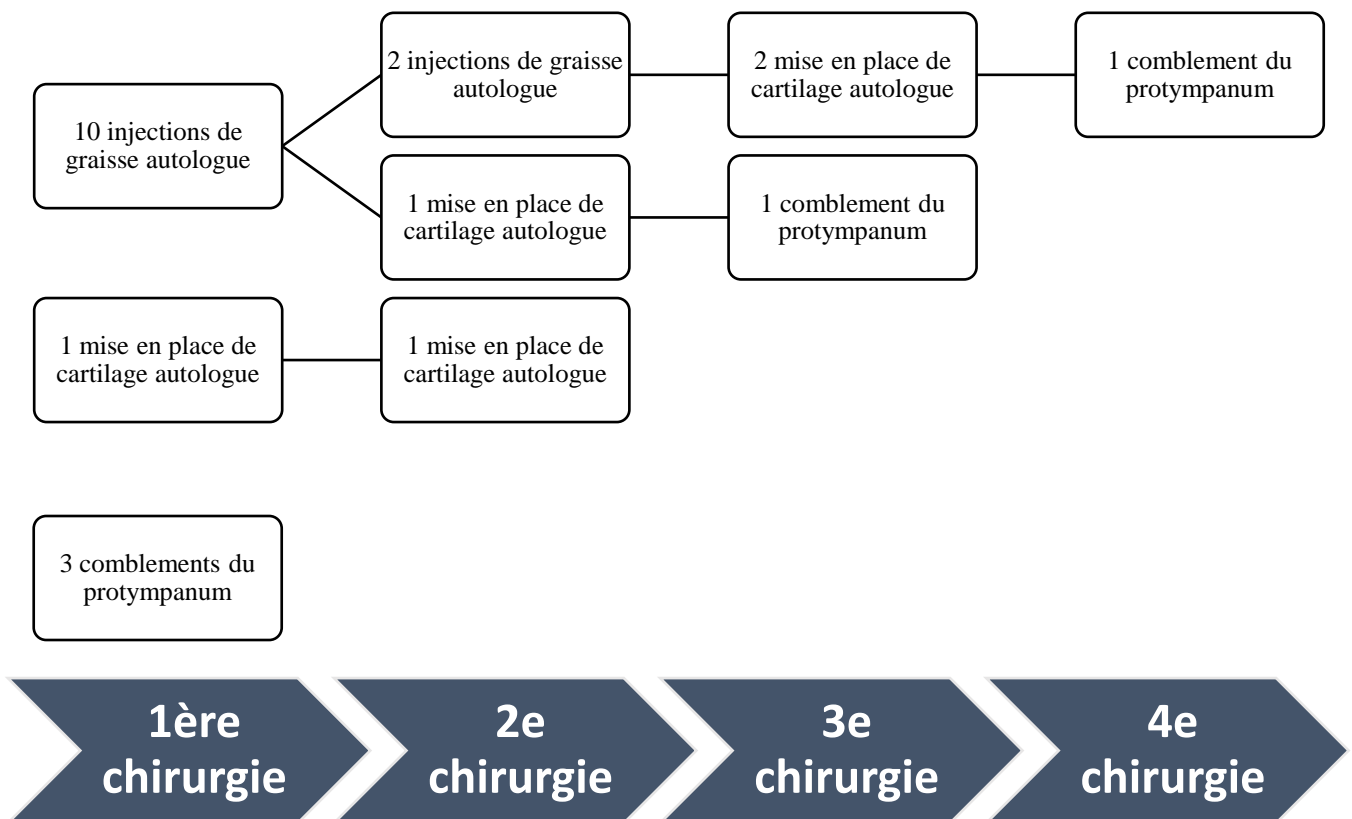 10 injections de
graisse autologue
2 injections de graisse
autologue
2 mise en place de
cartilage autologue
1 comblement du
protympanum
1 mise en place de
cartilage autologue
1 comblement du
protympanum
1 mise en place de
cartilage autologue
1 mise en place de
cartilage autologue
3 comblements du
protympanum
1ère
chirurgie
2e
chirurgie
3e
chirurgie
4e
chirurgie